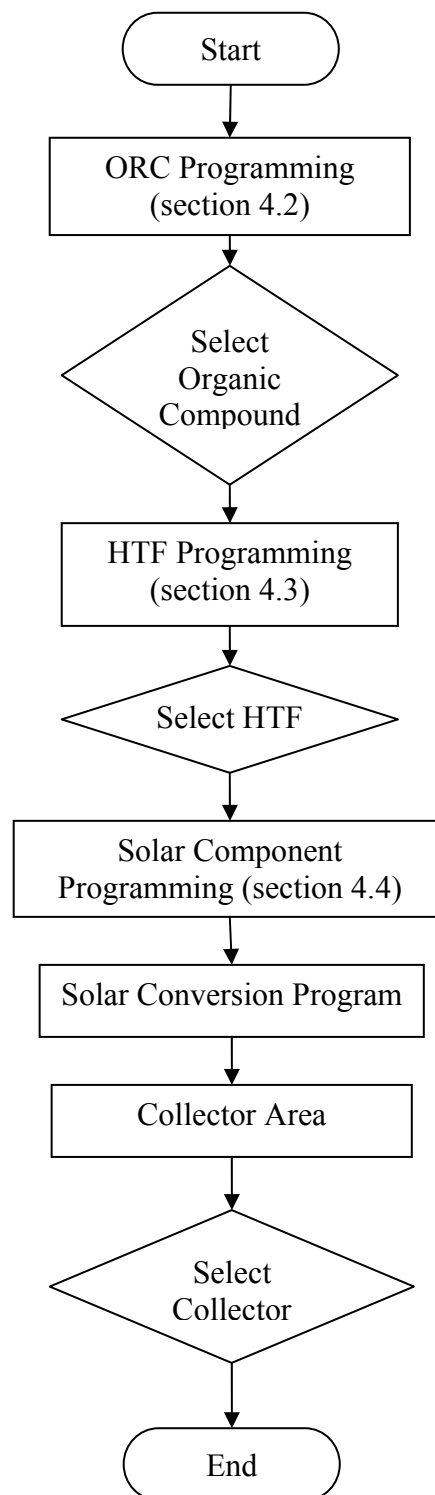 Start
ORC Programming
(section 4.2)
Select
Organic
Compound
HTF Programming
(section 4.3)
Select HTF
Solar Component
Programming (section 4.4)
Solar Conversion Program
Collector Area
Select
Collector
End